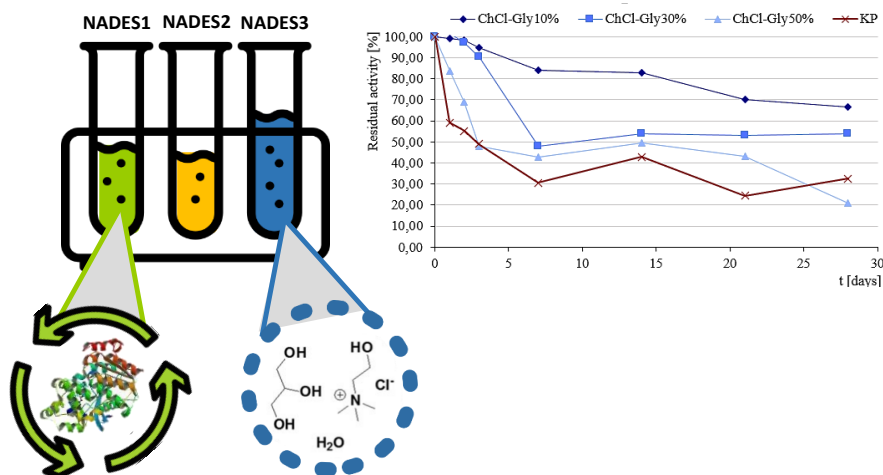 NADES1 NADES2 NADES3
ChCl-Gly10% ChCl-Gly30% ChCl-Gly50% KP
Residual activity [%]
100,00
90,00
80,00
70,00
60,00
50,00
40,00
30,00
20,00
10,00
0,00
0 5 10 15 20 25 30
t [days]
OH
OH
OH
HO
N
+
Cl-
H₂O